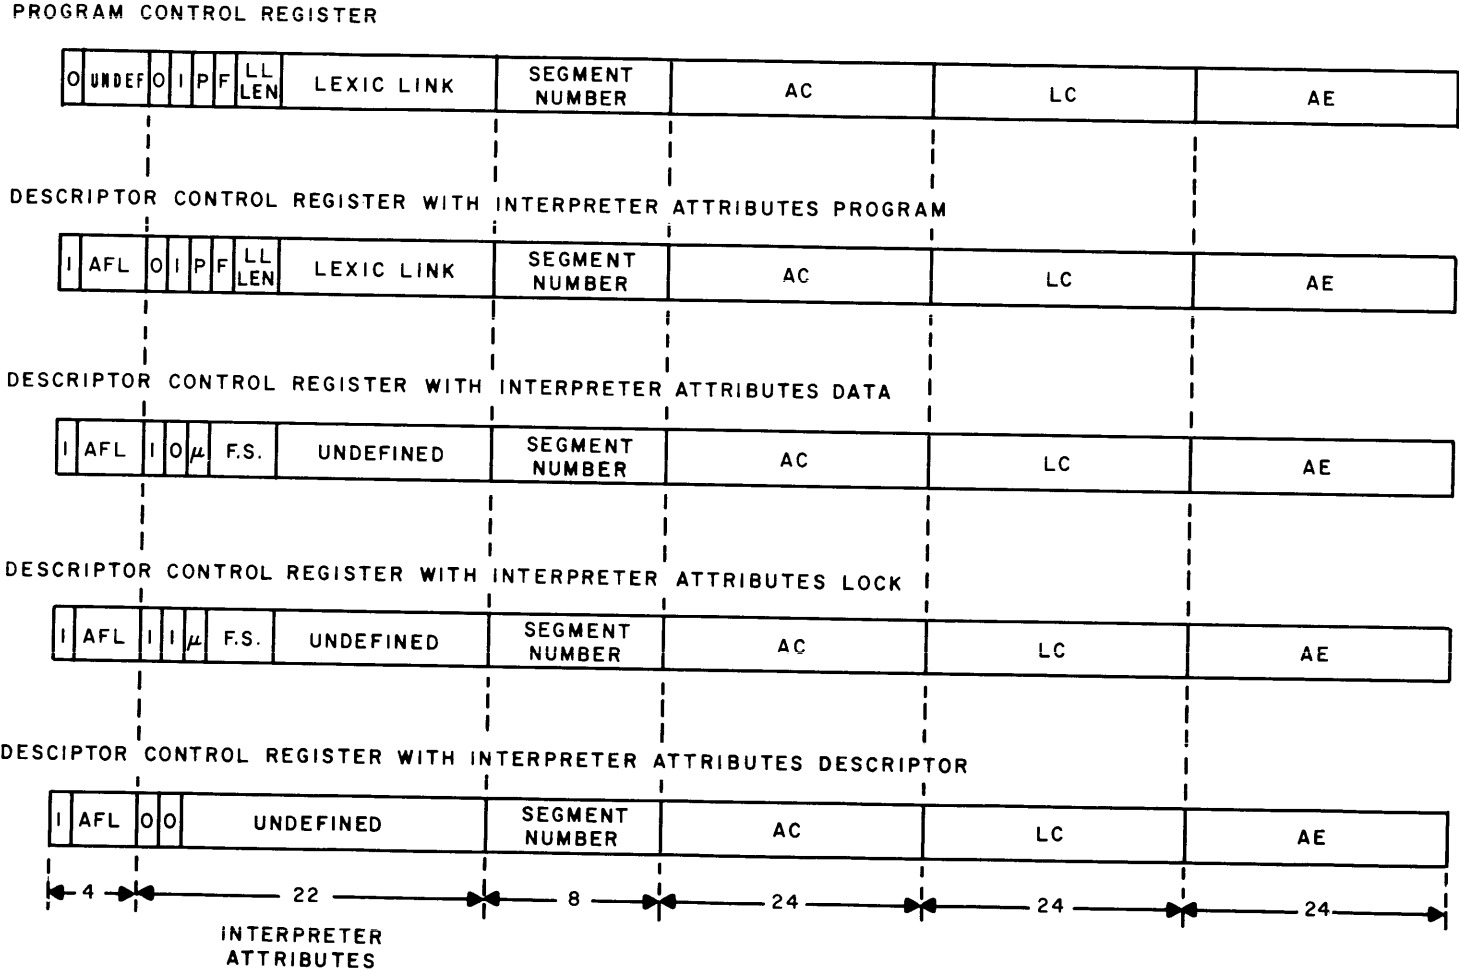 PROGRAM CONTROL REGISTER
O UNDEF O I P F LL LEN LEXIC LINK SEGMENT NUMBER AC LC AE
DESCRIPTOR CONTROL REGISTER WITH INTERPRETER ATTRIBUTES PROGRAM
I AFL O I P F LL LEN LEXIC LINK SEGMENT NUMBER AC LC AE
DESCRIPTOR CONTROL REGISTER WITH INTERPRETER ATTRIBUTES DATA
I AFL I O μ F.S. UNDEFINED SEGMENT NUMBER AC LC AE
DESCRIPTOR CONTROL REGISTER WITH INTERPRETER ATTRIBUTES LOCK
I AFL I I μ F.S. UNDEFINED SEGMENT NUMBER AC LC AE
DESCIPTOR CONTROL REGISTER WITH INTERPRETER ATTRIBUTES DESCRIPTOR
I AFL O O UNDEFINED SEGMENT NUMBER AC LC AE
4 22 8 24 24 24
INTERPRETER
ATTRIBUTES